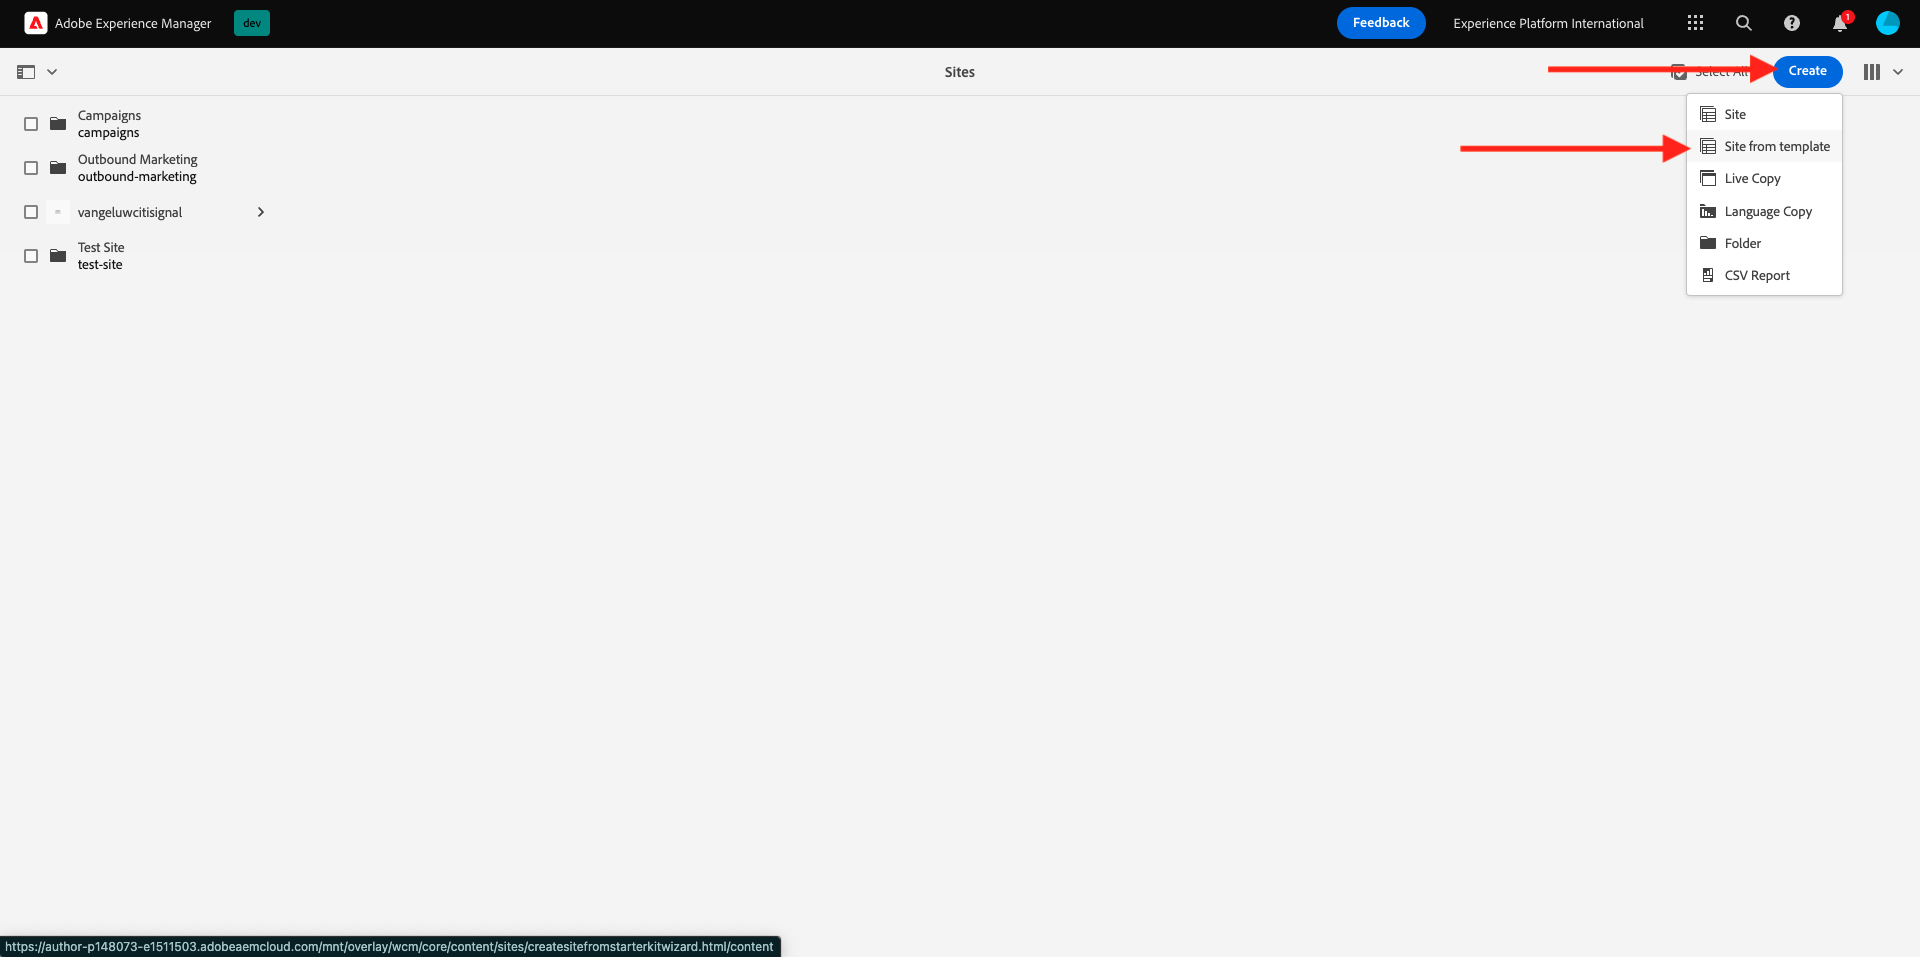 Adobe Experience Manager
dev
Feedback
Experience Platform International
1
Sites
Select All
Create
Campaigns
campaigns
Outbound Marketing
outbound-marketing
vangeluwcitisignal
Test Site
test-site
Site
Site from template
Live Copy
Language Copy
Folder
CSV Report
https://author-p148073-e1511503.adobeaemcloud.com/mnt/overlay/wcm/core/content/sites/createsitefromstarterkitwizard.html/content